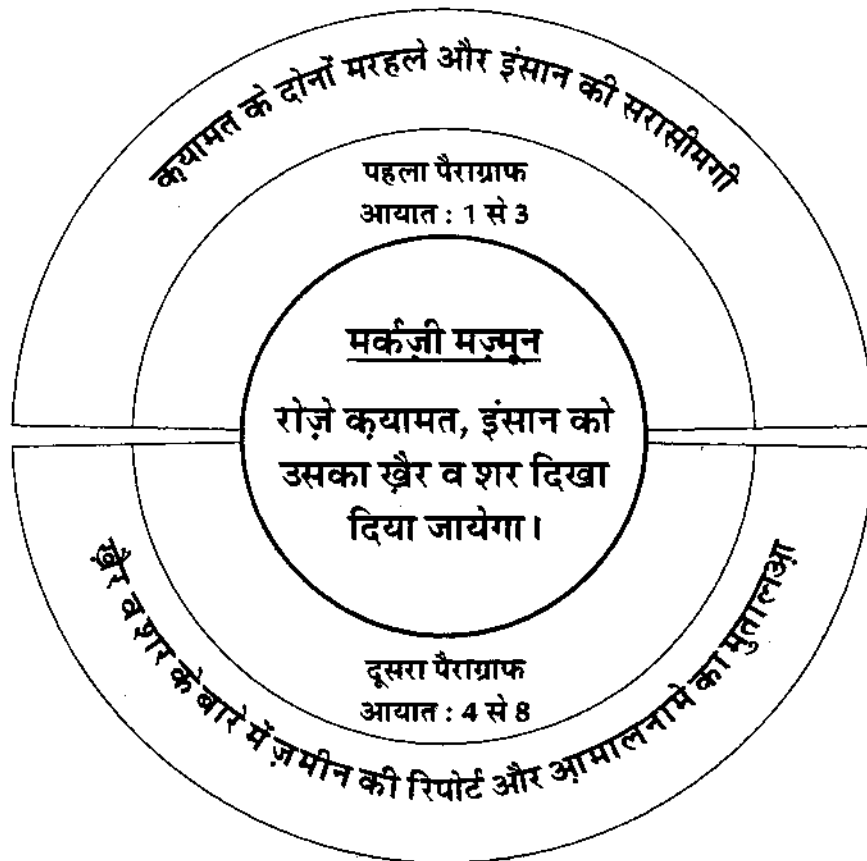 क़यामत के दोनों मरहले और इंसान की सरासीमगी
पहला पैराग्राफ
आयात : 1 से 3
मर्कज़ी मज़्मून
रोज़े क़यामत, इंसान को
उसका ख़ैर व शर दिखा
दिया जायेगा।
दूसरा पैराग्राफ
आयात : 4 से 8
ख़ैर व शर के बारे में ज़मीन की रिपोर्ट और आ़मालनामे का मुतालआ़